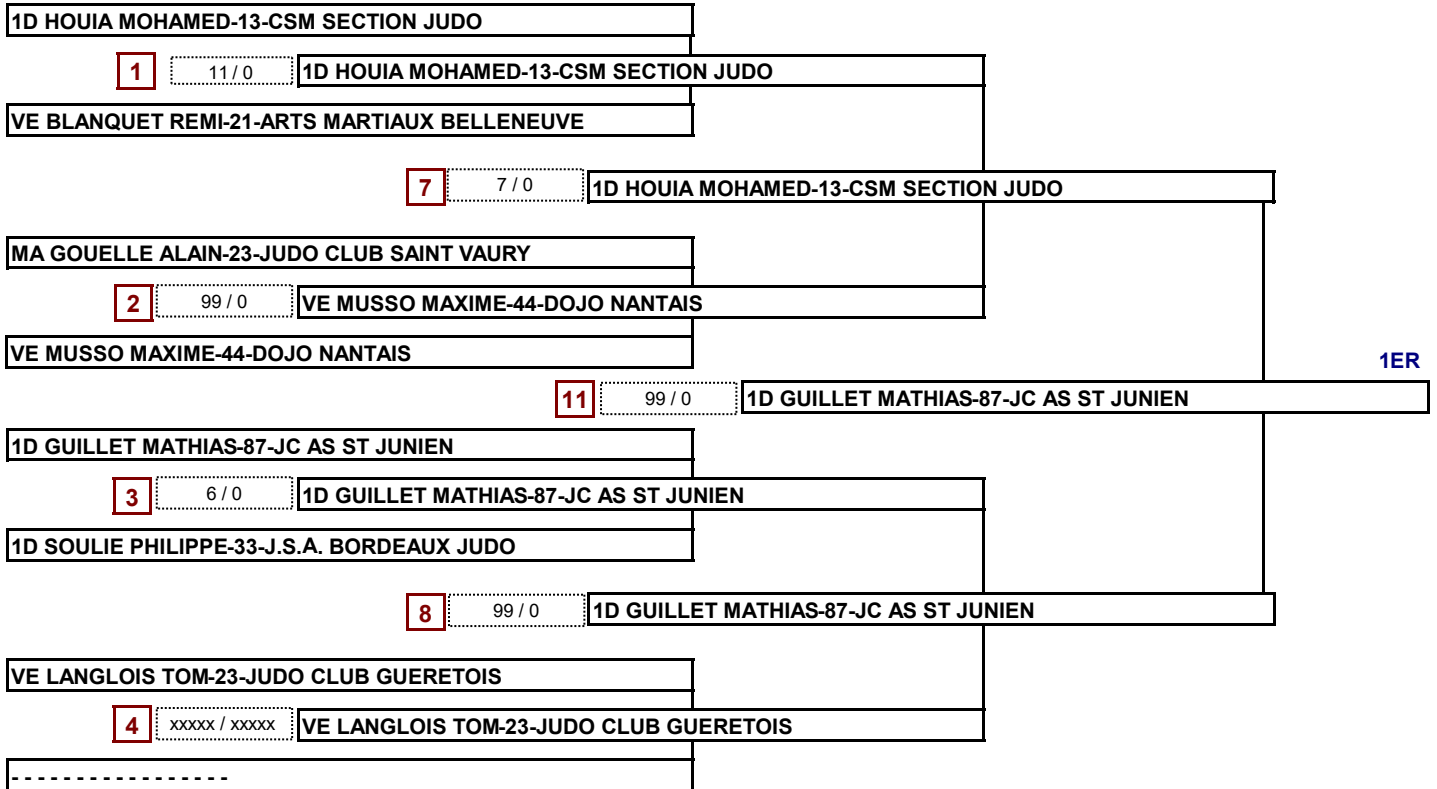 1D HOUIA MOHAMED-13-CSM SECTION JUDO
1 11 / 0 1D HOUIA MOHAMED-13-CSM SECTION JUDO
VE BLANQUET REMI-21-ARTS MARTIAUX BELLENEUVE
7 7 / 0 1D HOUIA MOHAMED-13-CSM SECTION JUDO
MA GOUELLE ALAIN-23-JUDO CLUB SAINT VAURY
2 99 / 0 VE MUSSO MAXIME-44-DOJO NANTAIS
VE MUSSO MAXIME-44-DOJO NANTAIS
1ER
11 99 / 0 1D GUILLET MATHIAS-87-JC AS ST JUNIEN
1D GUILLET MATHIAS-87-JC AS ST JUNIEN
3 6 / 0 1D GUILLET MATHIAS-87-JC AS ST JUNIEN
1D SOULIE PHILIPPE-33-J.S.A. BORDEAUX JUDO
8 99 / 0 1D GUILLET MATHIAS-87-JC AS ST JUNIEN
VE LANGLOIS TOM-23-JUDO CLUB GUERETOIS
4 xxxxx / xxxxx VE LANGLOIS TOM-23-JUDO CLUB GUERETOIS
- - - - - - - - - - - - - - - - -